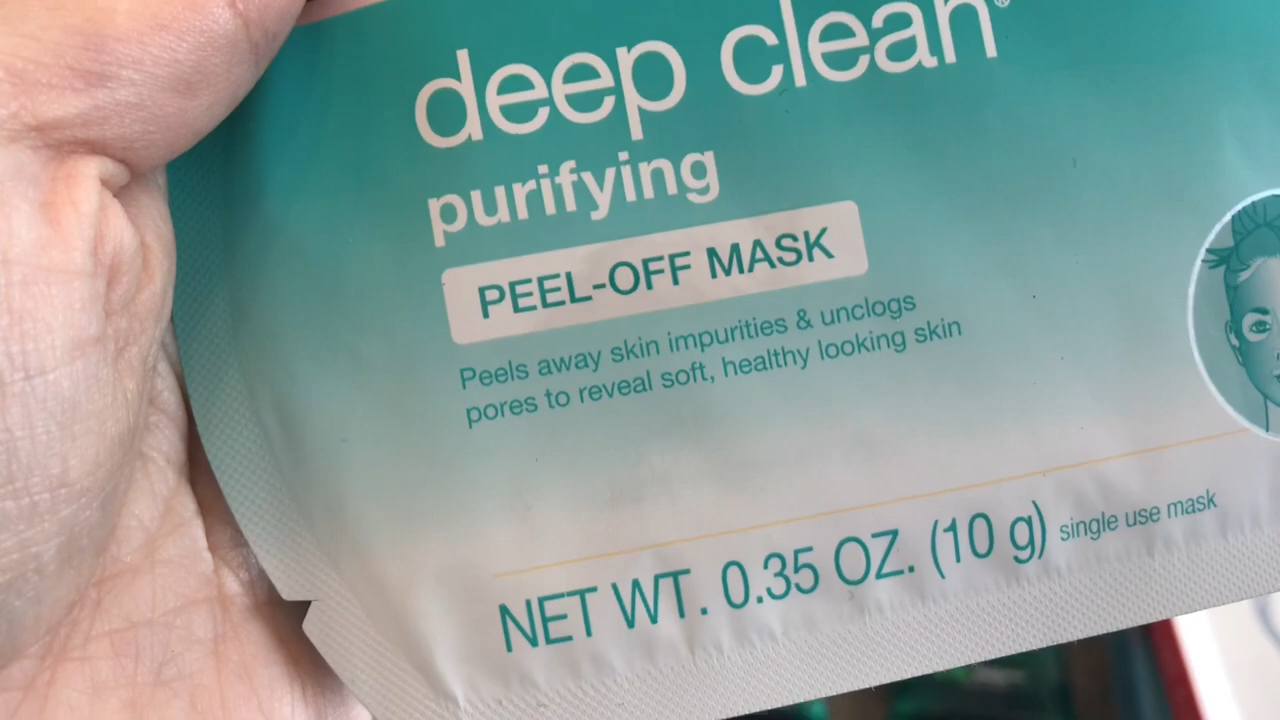 deep clean®
purifying
PEEL-OFF MASK
Peels away skin impurities & unclogs
pores to reveal soft, healthy looking skin
NET WT. 0.35 OZ. (10 g) single use mask